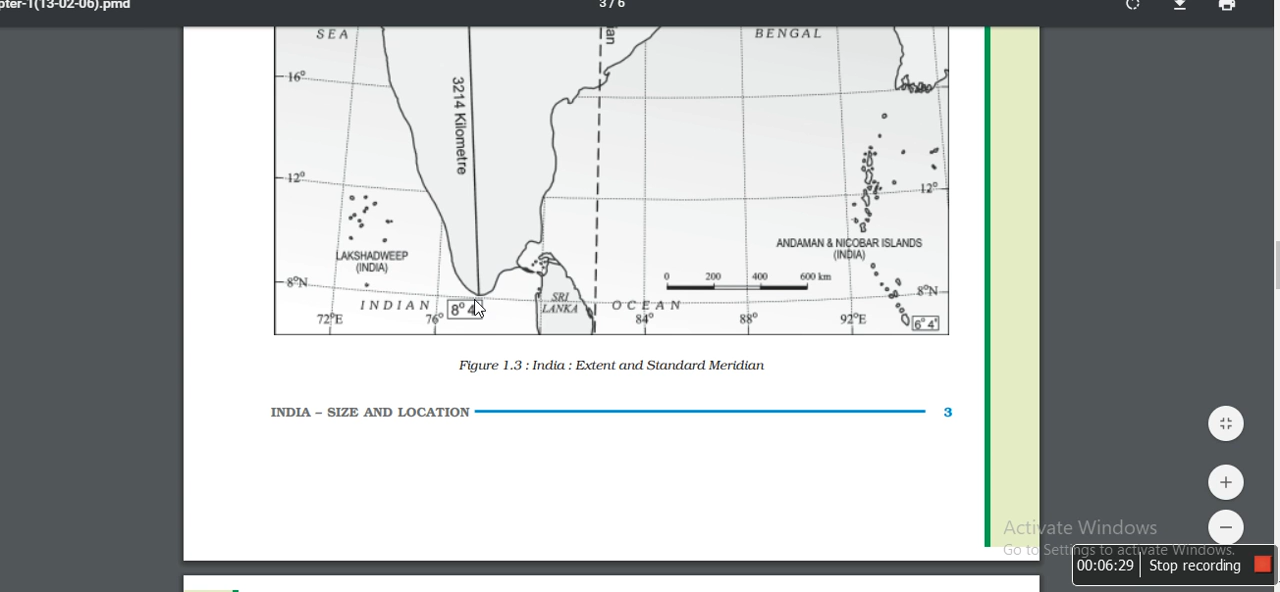 pter-1(13-02-06).pmd
3 / 6
SEA
BENGAL
16°
3214 Kilometre
12°
12°
LAKSHADWEEP
(INDIA)
ANDAMAN & NICOBAR ISLANDS
(INDIA)
0 200 400 600 km
8°N
8°N
INDIAN
8° 4'
SRI
LANKA
OCEAN
72°E
76°
84°
88°
92°E
6° 4'
Figure 1.3 : India : Extent and Standard Meridian
INDIA – SIZE AND LOCATION
3
Activate Windows
Go to Settings to activate Windows.
00:06:29
Stop recording